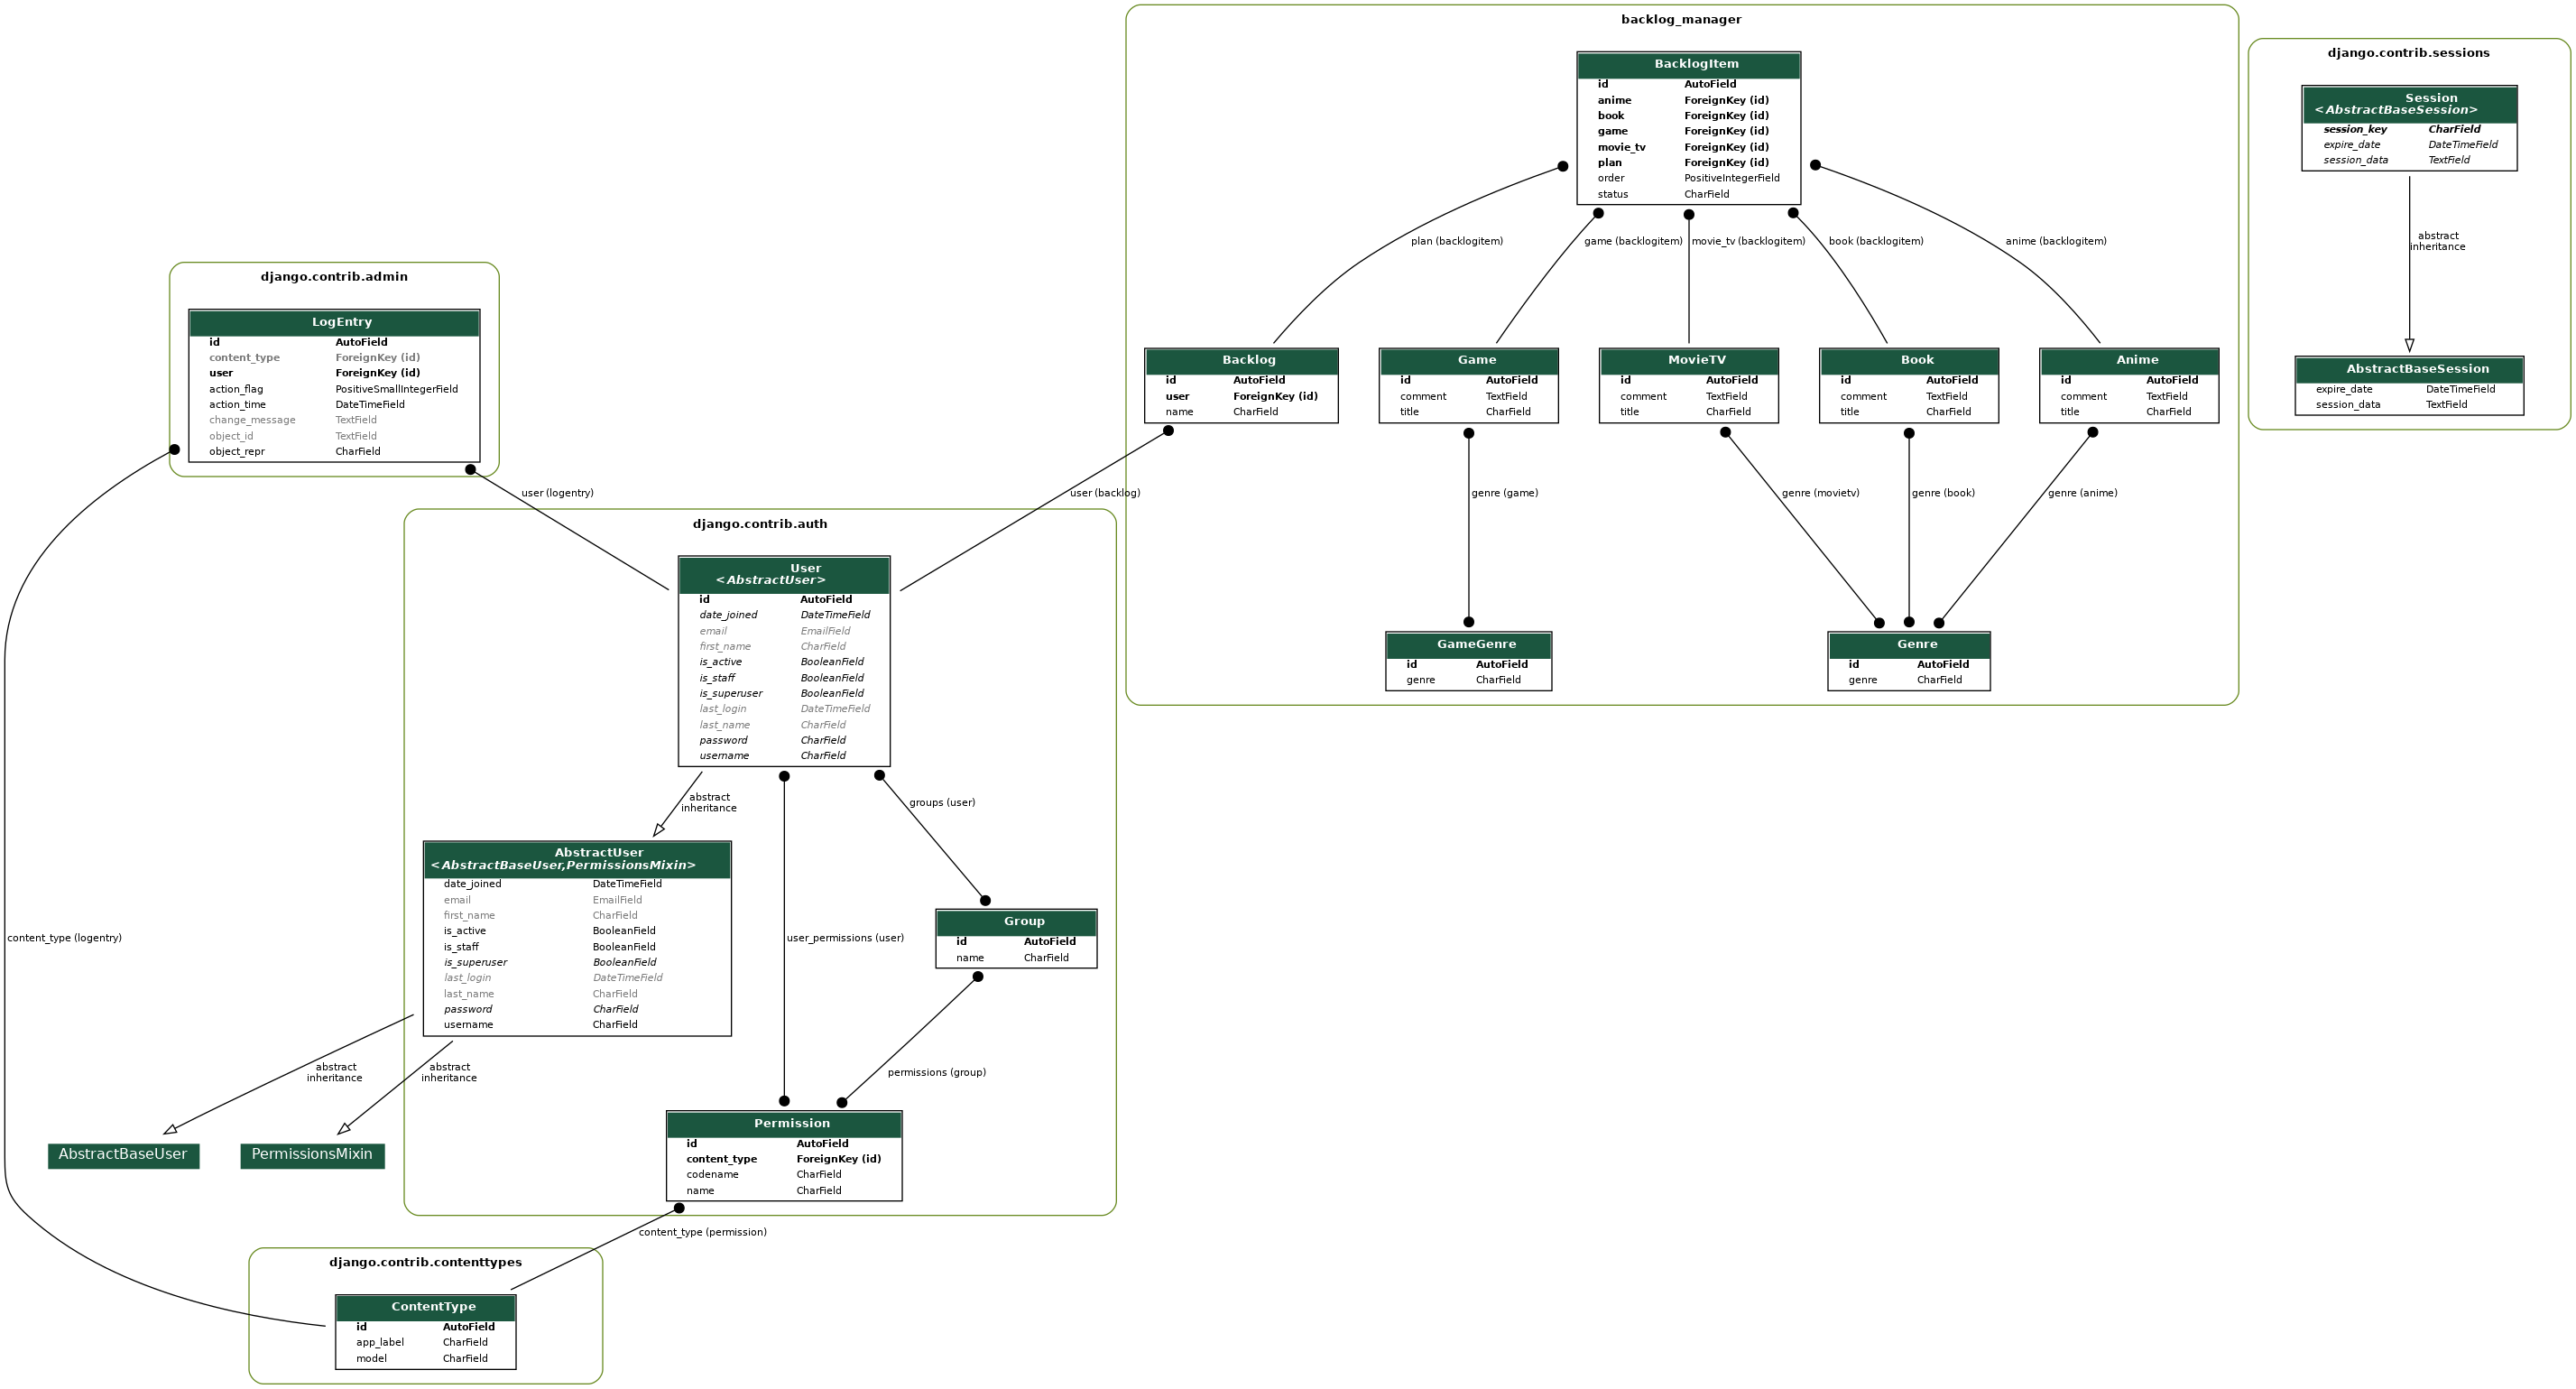 backlog_manager
BacklogItem
id AutoField
anime ForeignKey (id)
book ForeignKey (id)
game ForeignKey (id)
movie_tv ForeignKey (id)
plan ForeignKey (id)
order PositiveIntegerField
status CharField
plan (backlogitem)
game (backlogitem)
movie_tv (backlogitem)
book (backlogitem)
anime (backlogitem)
Backlog
id AutoField
user ForeignKey (id)
name CharField
Game
id AutoField
comment TextField
title CharField
MovieTV
id AutoField
comment TextField
title CharField
Book
id AutoField
comment TextField
title CharField
Anime
id AutoField
comment TextField
title CharField
user (backlog)
genre (game)
genre (movietv)
genre (book)
genre (anime)
GameGenre
id AutoField
genre CharField
Genre
id AutoField
genre CharField
django.contrib.sessions
Session
<AbstractBaseSession>
session_key CharField
expire_date DateTimeField
session_data TextField
abstract
inheritance
AbstractBaseSession
expire_date DateTimeField
session_data TextField
django.contrib.admin
LogEntry
id AutoField
content_type ForeignKey (id)
user ForeignKey (id)
action_flag PositiveSmallIntegerField
action_time DateTimeField
change_message TextField
object_id TextField
object_repr CharField
user (logentry)
content_type (logentry)
django.contrib.auth
User
<AbstractUser>
id AutoField
date_joined DateTimeField
email EmailField
first_name CharField
is_active BooleanField
is_staff BooleanField
is_superuser BooleanField
last_login DateTimeField
last_name CharField
password CharField
username CharField
abstract
inheritance
groups (user)
user_permissions (user)
AbstractUser
<AbstractBaseUser,PermissionsMixin>
date_joined DateTimeField
email EmailField
first_name CharField
is_active BooleanField
is_staff BooleanField
is_superuser BooleanField
last_login DateTimeField
last_name CharField
password CharField
username CharField
Group
id AutoField
name CharField
abstract
inheritance
abstract
inheritance
permissions (group)
AbstractBaseUser
PermissionsMixin
Permission
id AutoField
content_type ForeignKey (id)
codename CharField
name CharField
content_type (permission)
django.contrib.contenttypes
ContentType
id AutoField
app_label CharField
model CharField